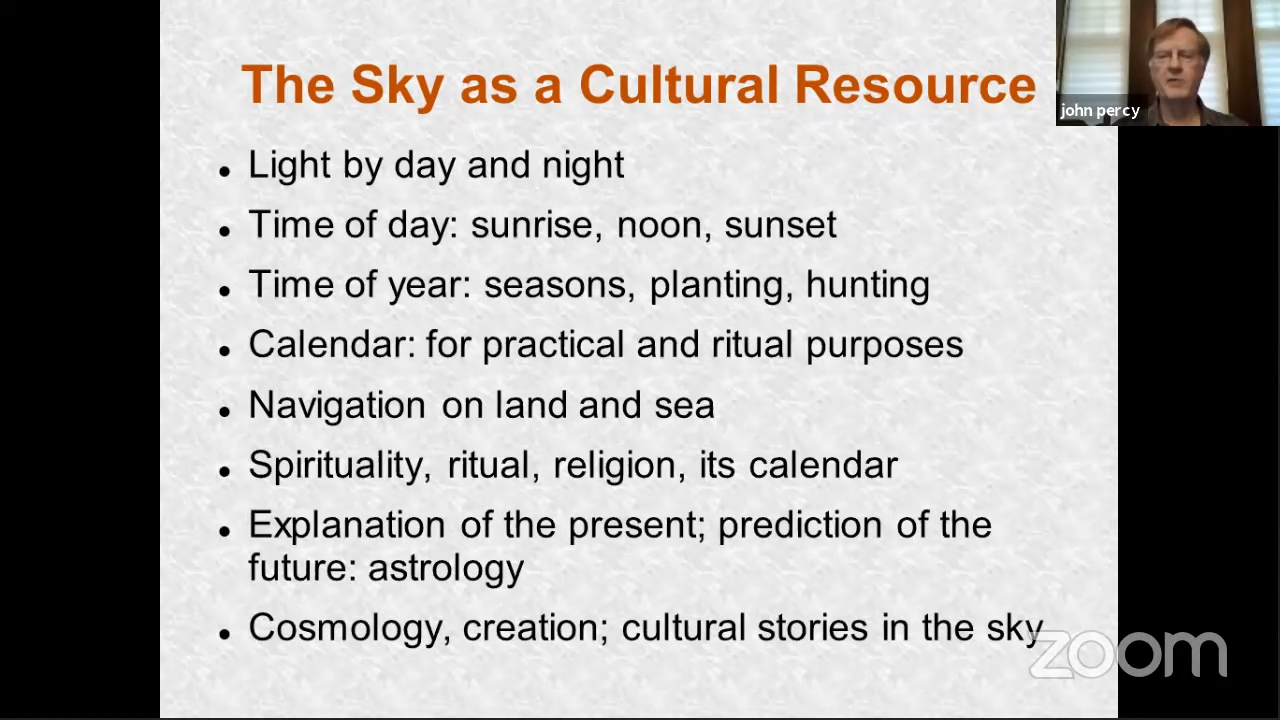 The Sky as a Cultural Resource
john percy
• Light by day and night
• Time of day: sunrise, noon, sunset
• Time of year: seasons, planting, hunting
• Calendar: for practical and ritual purposes
• Navigation on land and sea
• Spirituality, ritual, religion, its calendar
• Explanation of the present; prediction of the
future: astrology
• Cosmology, creation; cultural stories in the sky
zoom